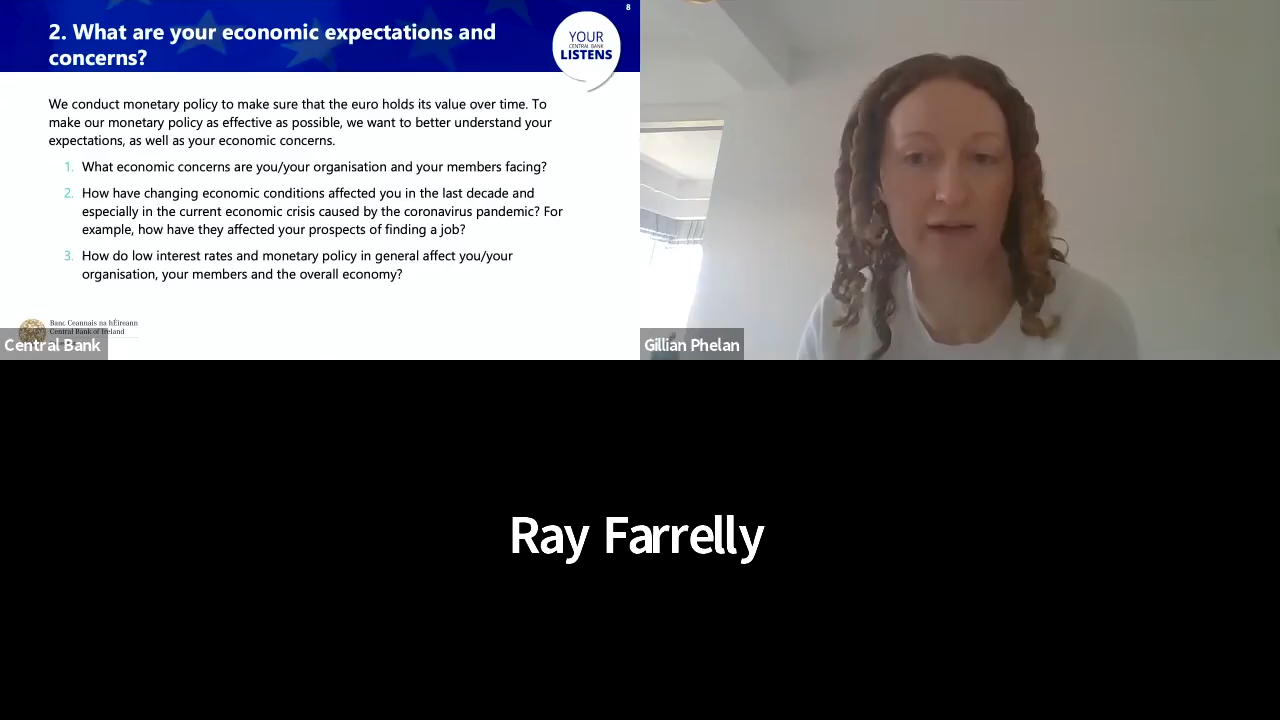 8
2. What are your economic expectations and
concerns?
YOUR
CENTRAL BANK
LISTENS
We conduct monetary policy to make sure that the euro holds its value over time. To
make our monetary policy as effective as possible, we want to better understand your
expectations, as well as your economic concerns.
1. What economic concerns are you/your organisation and your members facing?
2. How have changing economic conditions affected you in the last decade and
especially in the current economic crisis caused by the coronavirus pandemic? For
example, how have they affected your prospects of finding a job?
3. How do low interest rates and monetary policy in general affect you/your
organisation, your members and the overall economy?
Banc Ceannais na hÉireann
Central Bank of Ireland
Central Bank
Gillian Phelan
Ray Farrelly